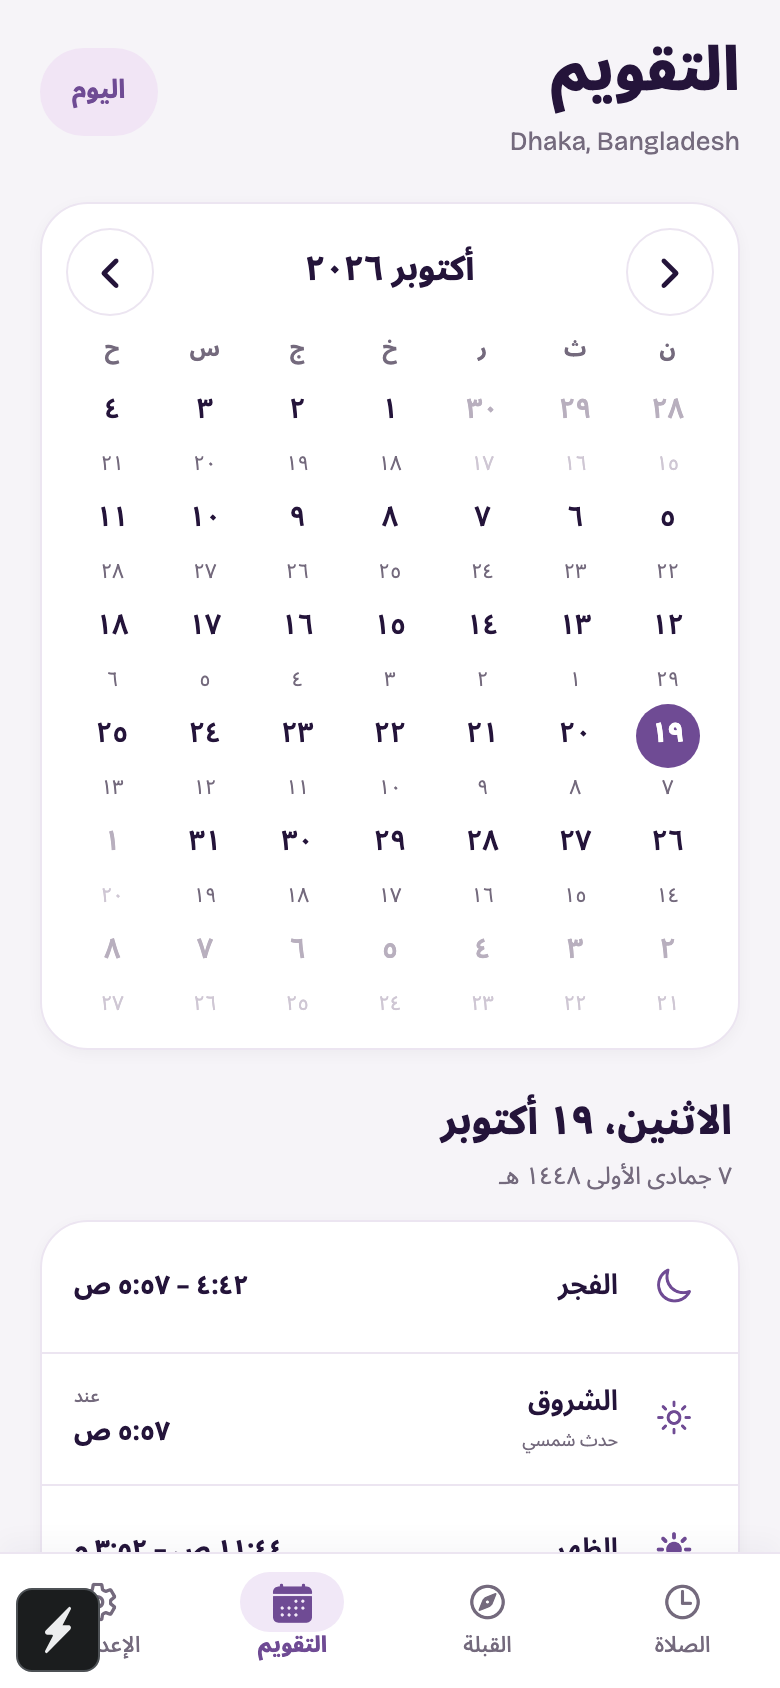 التقويم
اليوم
Dhaka, Bangladesh
أكتوبر ٢٠٢٦
ن ث ر خ ج س ح
٢٨ ٢٩ ٣٠ ١ ٢ ٣ ٤
١٥ ١٦ ١٧ ١٨ ١٩ ٢٠ ٢١
٥ ٦ ٧ ٨ ٩ ١٠ ١١
٢٢ ٢٣ ٢٤ ٢٥ ٢٦ ٢٧ ٢٨
١٢ ١٣ ١٤ ١٥ ١٦ ١٧ ١٨
٢٩ ١ ٢ ٣ ٤ ٥ ٦
١٩ ٢٠ ٢١ ٢٢ ٢٣ ٢٤ ٢٥
٧ ٨ ٩ ١٠ ١١ ١٢ ١٣
٢٦ ٢٧ ٢٨ ٢٩ ٣٠ ٣١ ١
١٤ ١٥ ١٦ ١٧ ١٨ ١٩ ٢٠
٢ ٣ ٤ ٥ ٦ ٧ ٨
٢١ ٢٢ ٢٣ ٢٤ ٢٥ ٢٦ ٢٧
الاثنين، ١٩ أكتوبر
٧ جمادى الأولى ١٤٤٨ هـ
الفجر
٤:٤٢ – ٥:٥٧ ص
الشروق
حدث شمسي
عند
٥:٥٧ ص
الظهر
١١:٤٤ ص – ٣:٥٢ م
الصلاة
القبلة
التقويم